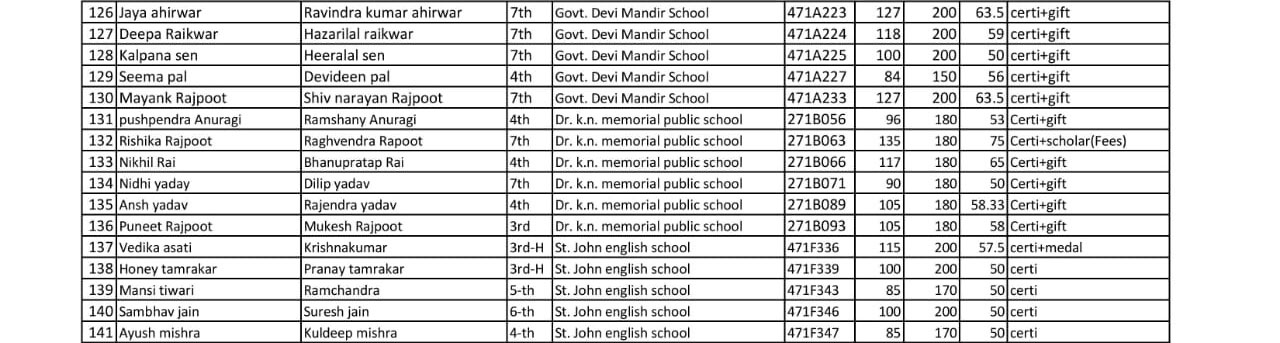 126 Jaya ahirwar Ravindra kumar ahirwar 7th Govt. Devi Mandir School 471A223 127 200 63.5 certi+gift
127 Deepa Raikwar Hazarilal raikwar 7th Govt. Devi Mandir School 471A224 118 200 59 certi+gift
128 Kalpana sen Heeralal sen 7th Govt. Devi Mandir School 471A225 100 200 50 certi+gift
129 Seema pal Devideen pal 4th Govt. Devi Mandir School 471A227 84 150 56 certi+gift
130 Mayank Rajpoot Shiv narayan Rajpoot 7th Govt. Devi Mandir School 471A233 127 200 63.5 certi+gift
131 pushpendra Anuragi Ramshany Anuragi 4th Dr. k.n. memorial public school 271B056 96 180 53 Certi+gift
132 Rishika Rajpoot Raghvendra Rapoot 7th Dr. k.n. memorial public school 271B063 135 180 75 Certi+scholar(Fees)
133 Nikhil Rai Bhanupratap Rai 4th Dr. k.n. memorial public school 271B066 117 180 65 Certi+gift
134 Nidhi yadav Dilip yadav 7th Dr. k.n. memorial public school 271B071 90 180 50 Certi+gift
135 Ansh yadav Rajendra yadav 4th Dr. k.n. memorial public school 271B089 105 180 58.33 Certi+gift
136 Puneet Rajpoot Mukesh Rajpoot 3rd Dr. k.n. memorial public school 271B093 105 180 58 Certi+gift
137 Vedika asati Krishnakumar 3rd-H St. John english school 471F336 115 200 57.5 certi+medal
138 Honey tamrakar Pranay tamrakar 3rd-H St. John english school 471F339 100 200 50 certi
139 Mansi tiwari Ramchandra 5-th St. John english school 471F343 85 170 50 certi
140 Sambhav jain Suresh jain 6-th St. John english school 471F346 100 200 50 certi
141 Ayush mishra Kuldeep mishra 4-th St. John english school 471F347 85 170 50 certi